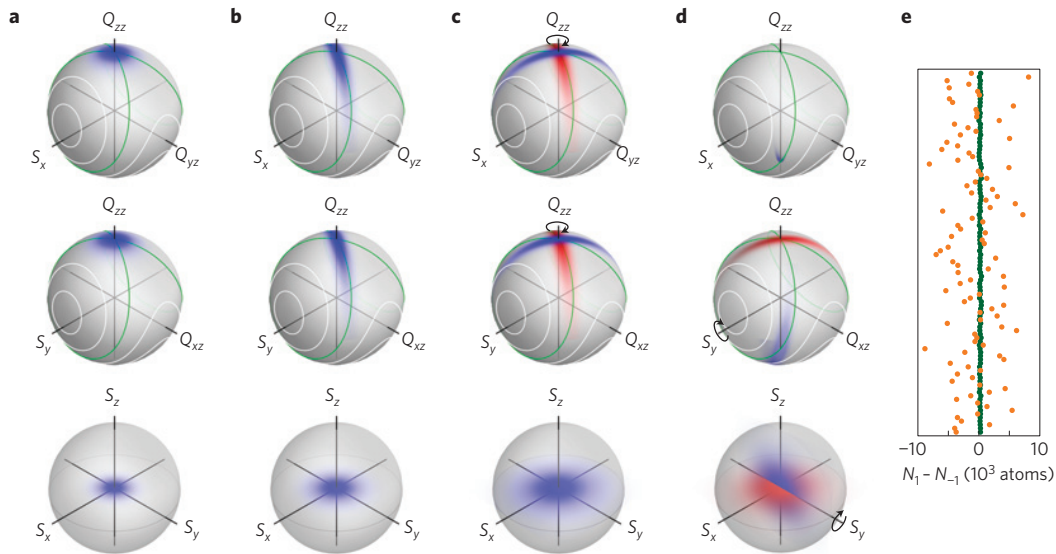 a b c d e
Q_zz Q_zz Q_zz Q_zz
S_x Q_yz S_x Q_yz S_x Q_yz S_x Q_yz
Q_zz Q_zz Q_zz Q_zz
S_y Q_xz S_y Q_xz S_y Q_xz S_y Q_xz
S_z S_z S_z S_z
S_x S_y S_x S_y S_x S_y S_x S_y
−10 0 10
N_1 − N_−1 (10^3 atoms)